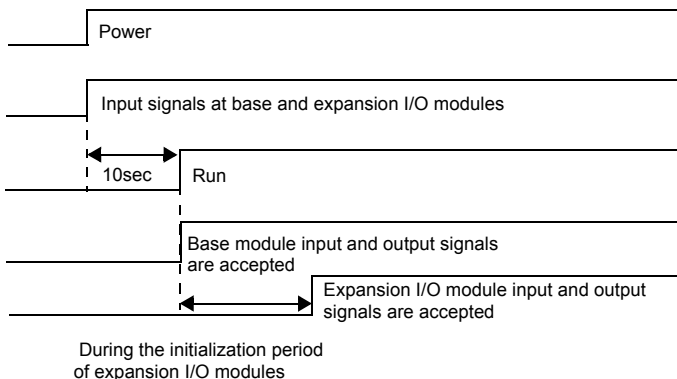 Power
Input signals at base and expansion I/O modules
10sec
Run
Base module input and output signals
are accepted
Expansion I/O module input and output
signals are accepted
During the initialization period
of expansion I/O modules